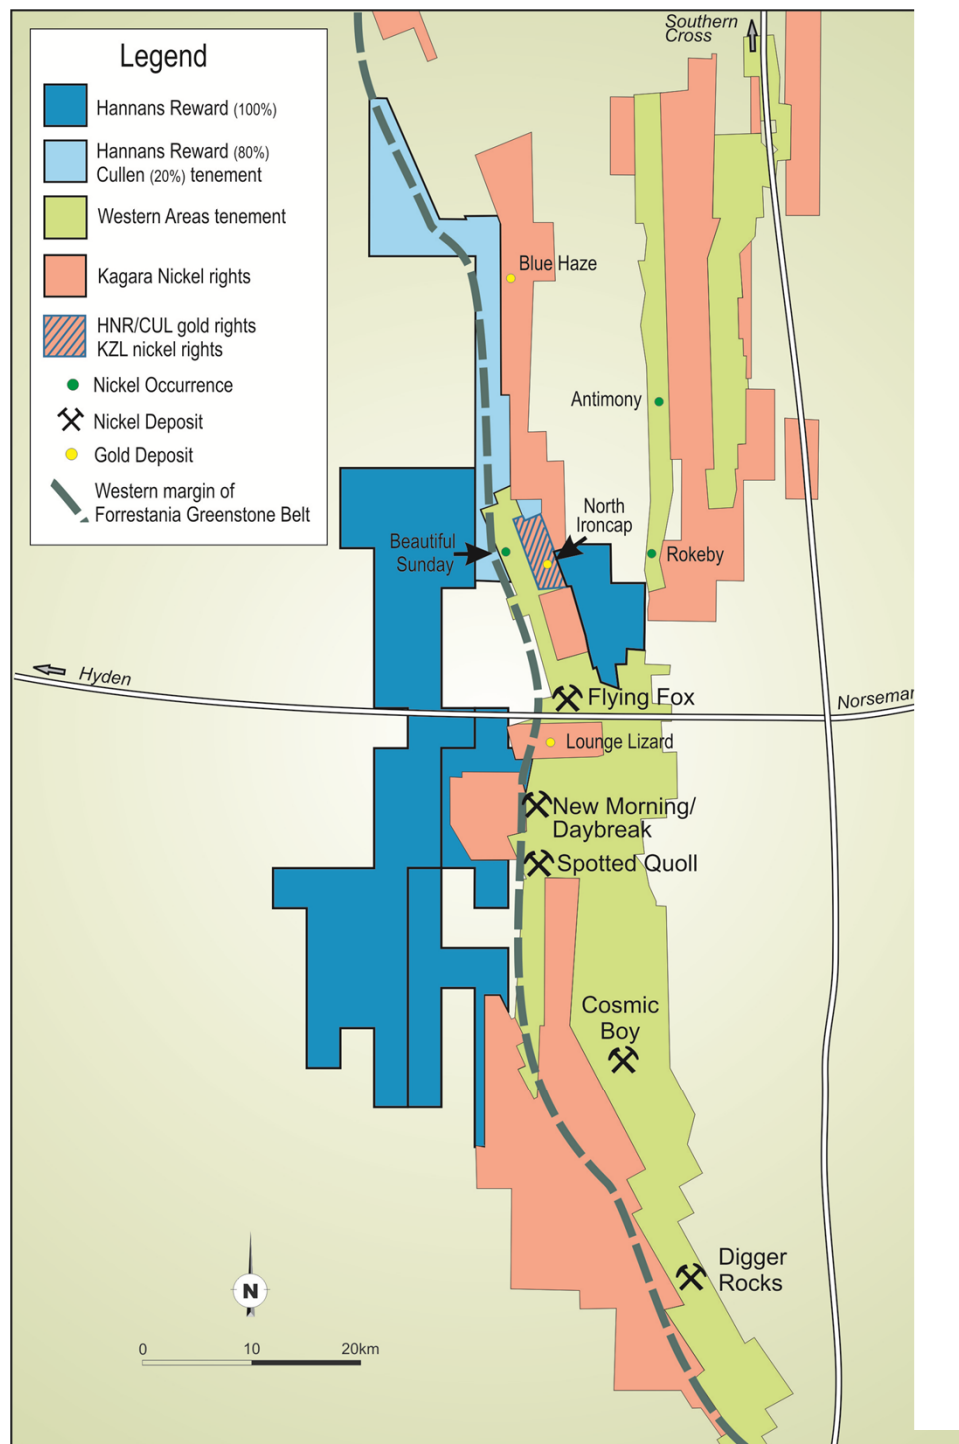 Southern
Cross
Legend
Hannans Reward (100%)
Hannans Reward (80%)
Cullen (20%) tenement
Western Areas tenement
Kagara Nickel rights
HNR/CUL gold rights
KZL nickel rights
Nickel Occurrence
Nickel Deposit
Gold Deposit
Western margin of
Forrestania Greenstone Belt
Blue Haze
Antimony
North
Ironcap
Beautiful
Sunday
Rokeby
Hyden
Flying Fox
Norseman
Lounge Lizard
New Morning/
Daybreak
Spotted Quoll
Cosmic
Boy
Digger
Rocks
N
0 10 20km